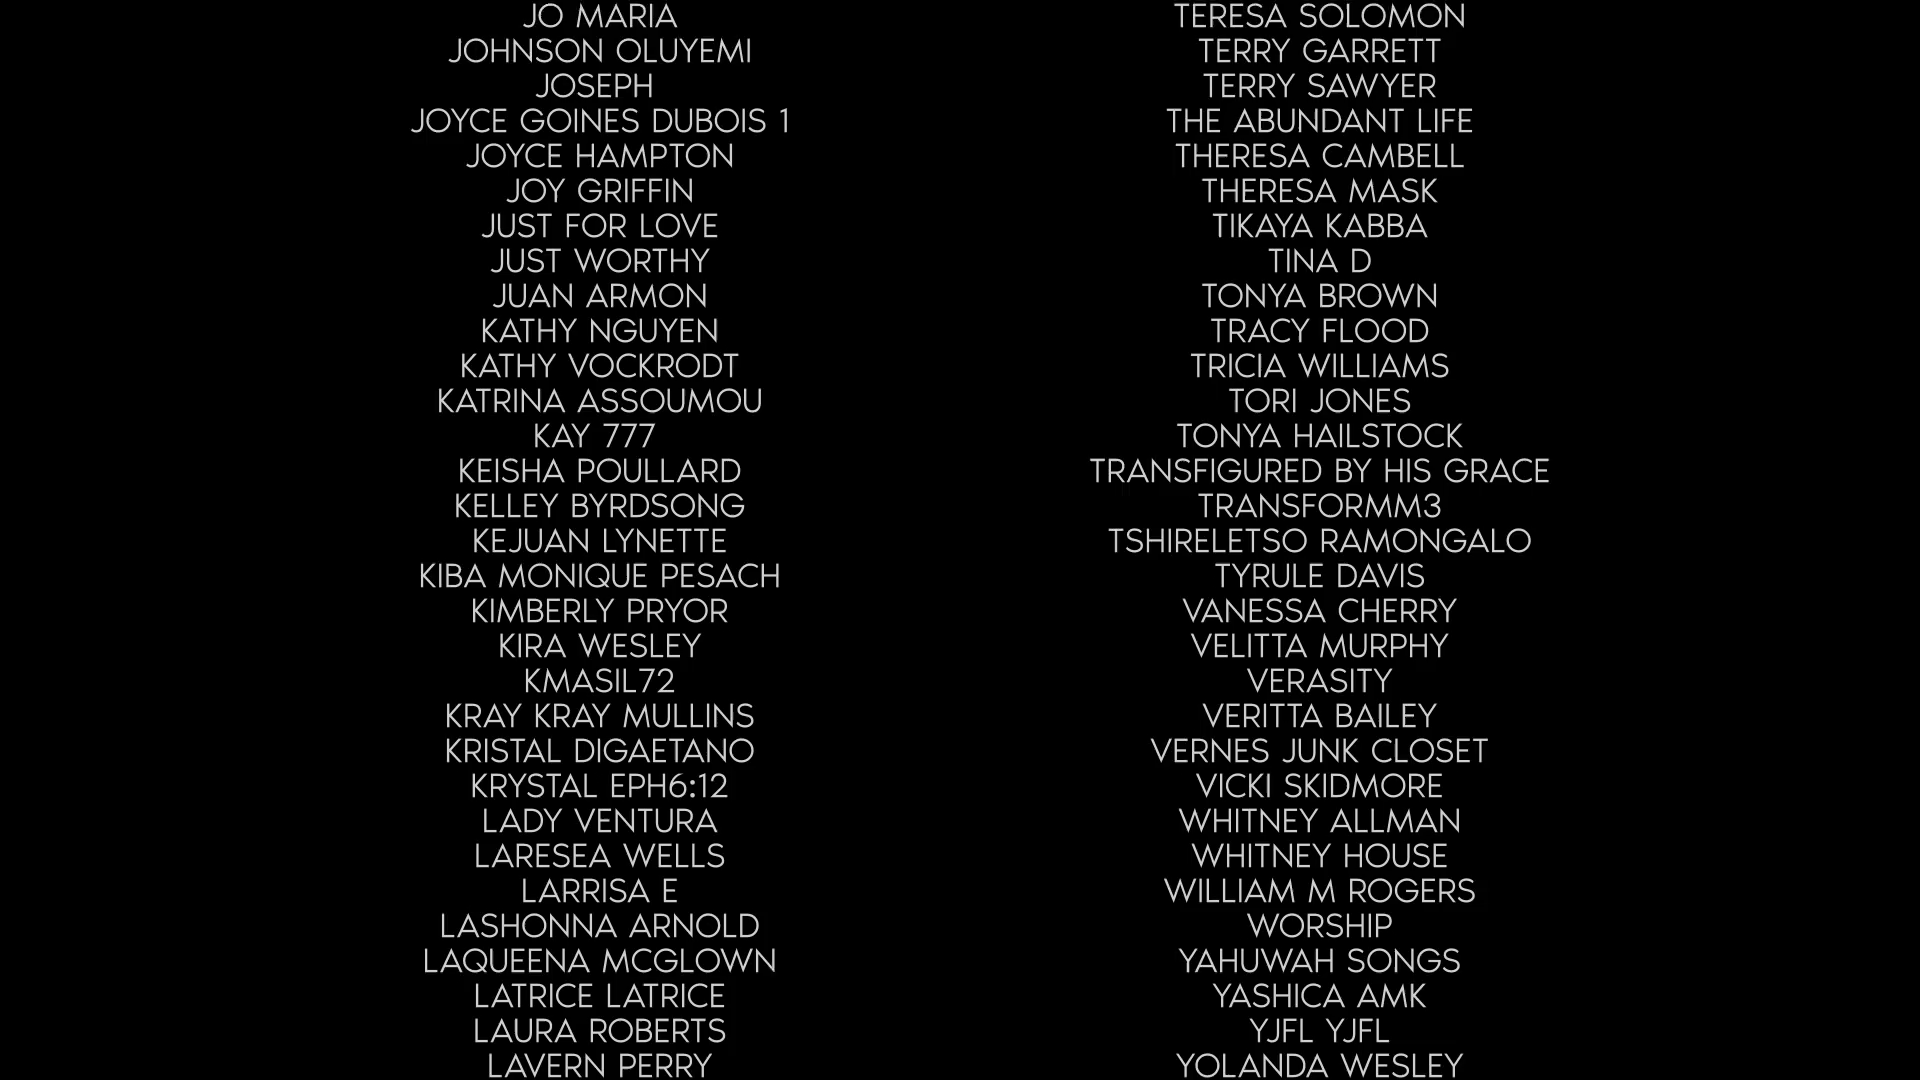 JO MARIA
JOHNSON OLUYEMI
JOSEPH
JOYCE GOINES DUBOIS 1
JOYCE HAMPTON
JOY GRIFFIN
JUST FOR LOVE
JUST WORTHY
JUAN ARMON
KATHY NGUYEN
KATHY VOCKRODT
KATRINA ASSOUMOU
KAY 777
KEISHA POULLARD
KELLEY BYRDSONG
KEJUAN LYNETTE
KIBA MONIQUE PESACH
KIMBERLY PRYOR
KIRA WESLEY
KMASIL72
KRAY KRAY MULLINS
KRISTAL DIGAETANO
KRYSTAL EPH6:12
LADY VENTURA
LARESEA WELLS
LARRISA E
LASHONNA ARNOLD
LAQUEENA MCGLOWN
LATRICE LATRICE
LAURA ROBERTS
LAVERN PERRY
TERESA SOLOMON
TERRY GARRETT
TERRY SAWYER
THE ABUNDANT LIFE
THERESA CAMBELL
THERESA MASK
TIKAYA KABBA
TINA D
TONYA BROWN
TRACY FLOOD
TRICIA WILLIAMS
TORI JONES
TONYA HAILSTOCK
TRANSFIGURED BY HIS GRACE
TRANSFORMM3
TSHIRELETSO RAMONGALO
TYRULE DAVIS
VANESSA CHERRY
VELITTA MURPHY
VERASITY
VERITTA BAILEY
VERNES JUNK CLOSET
VICKI SKIDMORE
WHITNEY ALLMAN
WHITNEY HOUSE
WILLIAM M ROGERS
WORSHIP
YAHUWAH SONGS
YASHICA AMK
YJFL YJFL
YOLANDA WESLEY